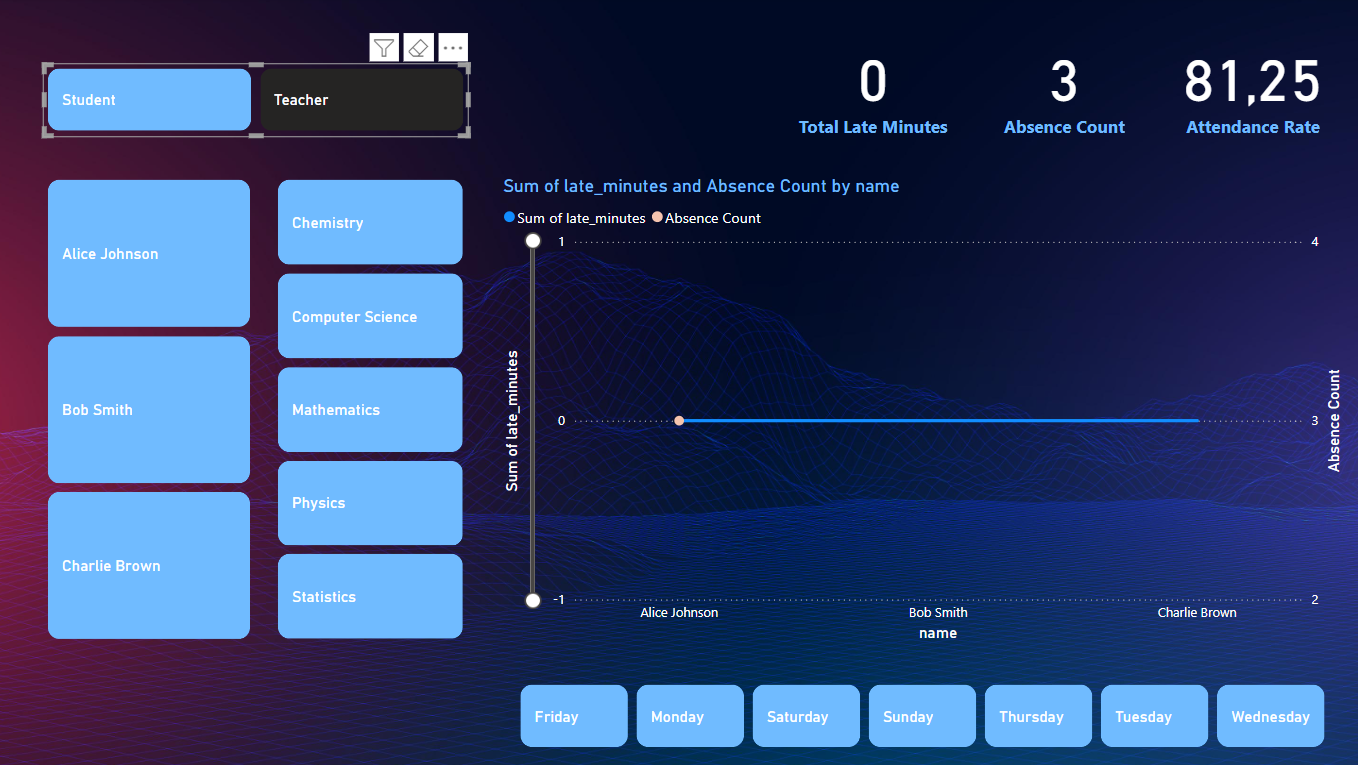 Student
Teacher
0
Total Late Minutes
3
Absence Count
81,25
Attendance Rate
Alice Johnson
Bob Smith
Charlie Brown
Chemistry
Computer Science
Mathematics
Physics
Statistics
Sum of late_minutes and Absence Count by name
Sum of late_minutes
Absence Count
Sum of late_minutes
1
0
-1
4
3
2
Absence Count
Alice Johnson
Bob Smith
Charlie Brown
name
Friday
Monday
Saturday
Sunday
Thursday
Tuesday
Wednesday